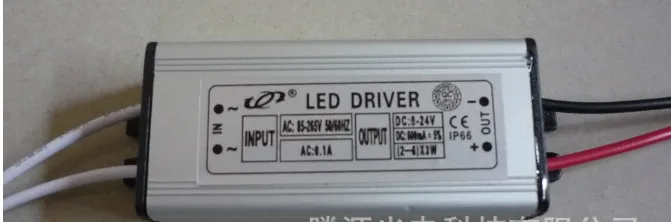 ® LED DRIVER
IN ~ ~
INPUT
AC: 85-265V 50/60HZ
AC:0.1A
OUTPUT
DC:8-24V
DC: 600mA ± 5%
(2-6)X3W
CE
IP66
- + OUT